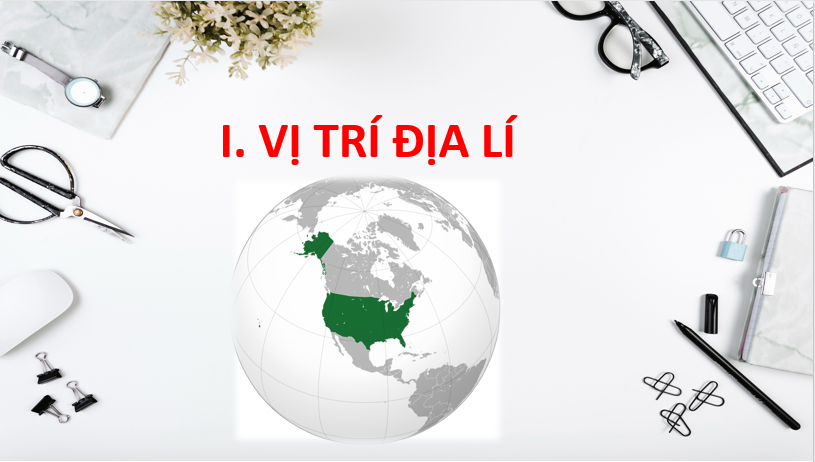 I. VỊ TRÍ ĐỊA LÍ